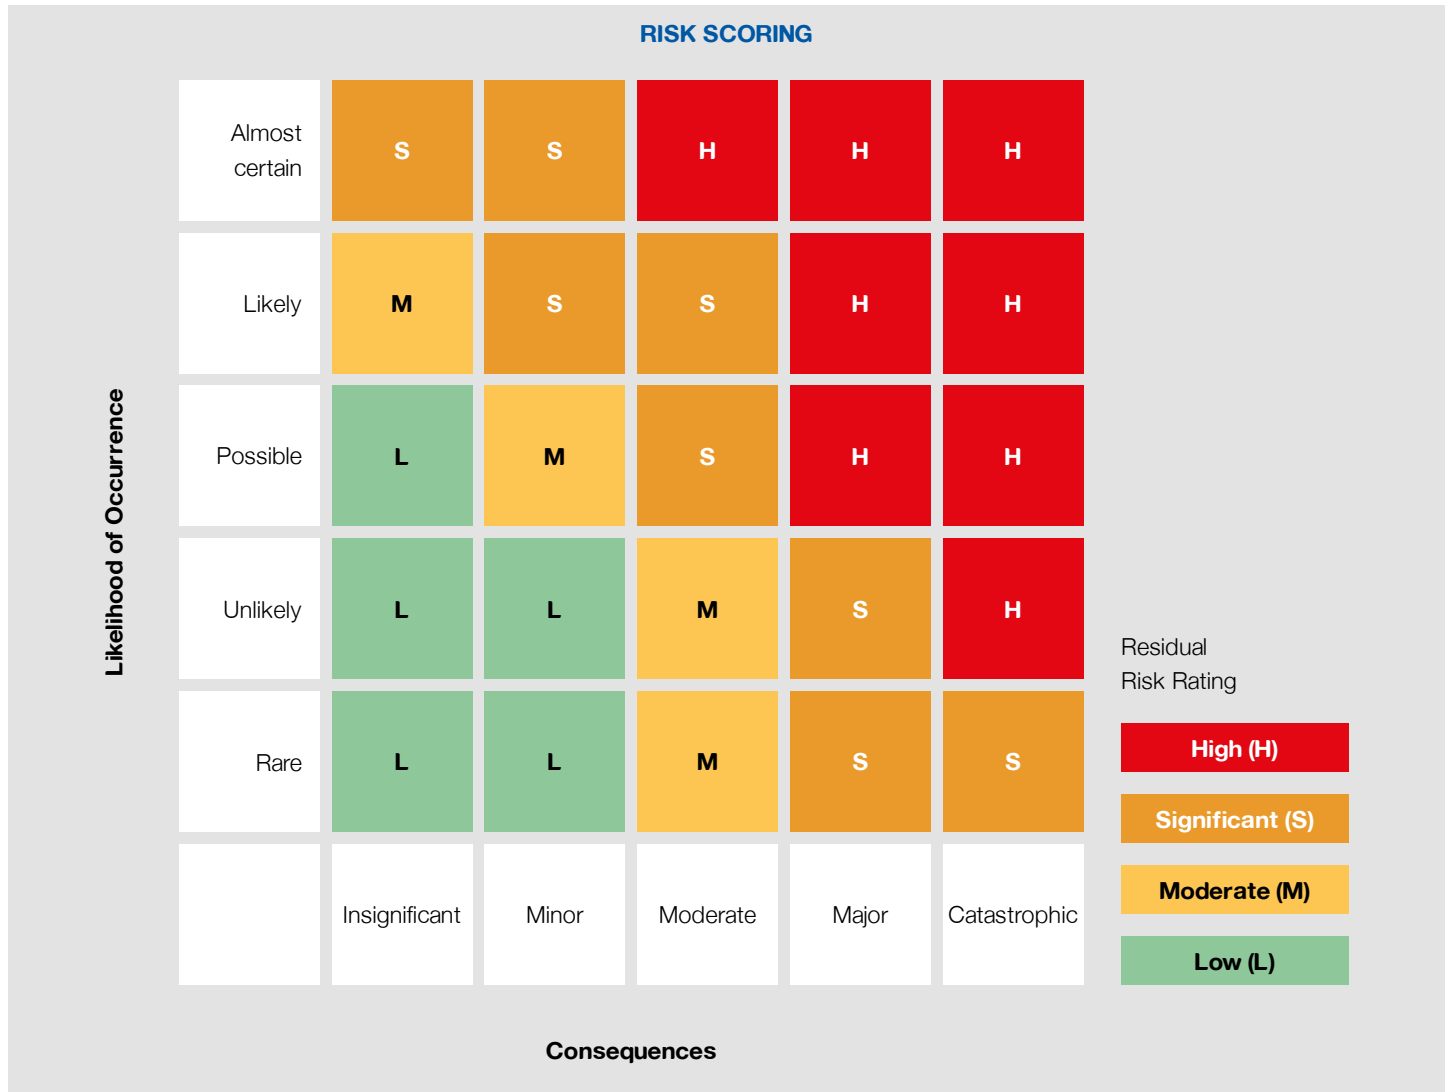 RISK SCORING
Almost
certain
S
S
H
H
H
Likely
M
S
S
H
H
Possible
L
M
S
H
H
Unlikely
L
L
M
S
H
Rare
L
L
M
S
S
Insignificant
Minor
Moderate
Major
Catastrophic
Likelihood of Occurrence
Consequences
Residual
Risk Rating
High (H)
Significant (S)
Moderate (M)
Low (L)